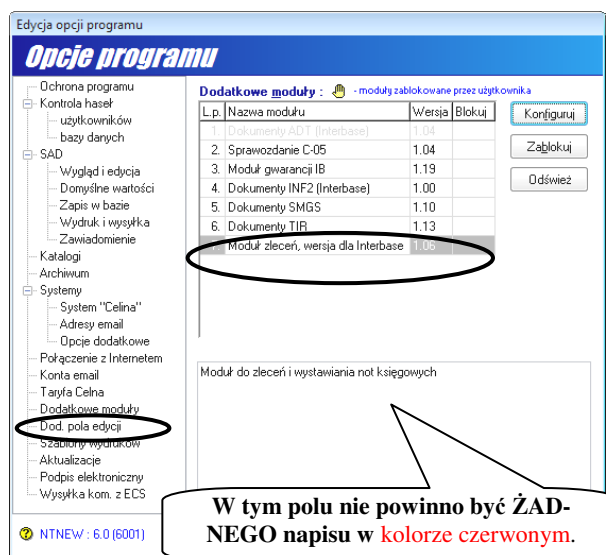 Edycja opcji programu
Opcje programu
Ochrona programu
Kontrola haseł
użytkowników
bazy danych
SAD
Wygląd i edycja
Domyślne wartości
Zapis w bazie
Wydruk i wysyłka
Zawiadomienie
Katalogi
Archiwum
Systemy
System "Celina"
Adresy email
Opcje dodatkowe
Połączenie z Internetem
Konta email
Taryfa Celna
Dodatkowe moduły
Dod. pola edycji
Szablony wydruków
Aktualizacje
Podpis elektroniczny
Wysyłka kom. z ECS
NTNEW : 6.0 (6001)
Dodatkowe moduły : - moduły zablokowane przez użytkownika
L.p. Nazwa modułu Wersja Blokuj
1. Dokumenty ADT (Interbase) 1.04
2. Sprawozdanie C-05 1.04
3. Moduł gwarancji IB 1.19
4. Dokumenty INF2 (Interbase) 1.00
5. Dokumenty SMGS 1.10
6. Dokumenty TIR 1.13
Moduł zleceń, wersja dla Interbase 1.06
Konfiguruj
Zablokuj
Odśwież
Moduł do zleceń i wystawiania not księgowych
W tym polu nie powinno być ŻAD-
NEGO napisu w kolorze czerwonym.